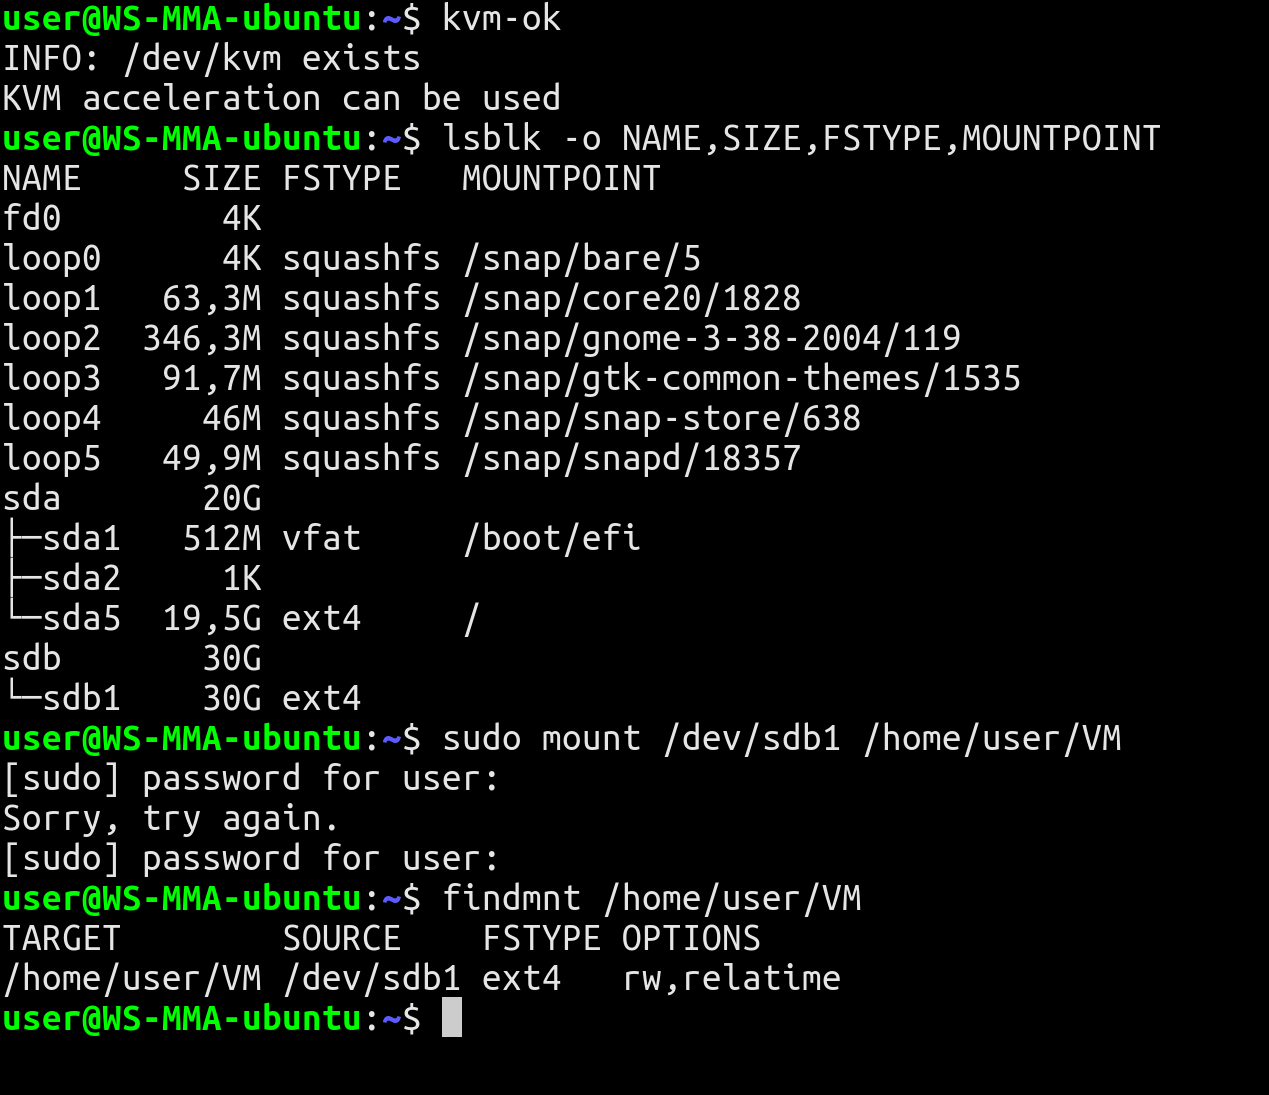 user@WS-MMA-ubuntu:~$ kvm-ok
INFO: /dev/kvm exists
KVM acceleration can be used
user@WS-MMA-ubuntu:~$ lsblk -o NAME,SIZE,FSTYPE,MOUNTPOINT
NAME     SIZE FSTYPE   MOUNTPOINT
fd0        4K
loop0      4K squashfs /snap/bare/5
loop1   63,3M squashfs /snap/core20/1828
loop2  346,3M squashfs /snap/gnome-3-38-2004/119
loop3   91,7M squashfs /snap/gtk-common-themes/1535
loop4     46M squashfs /snap/snap-store/638
loop5   49,9M squashfs /snap/snapd/18357
sda       20G
├─sda1   512M vfat     /boot/efi
├─sda2     1K
└─sda5  19,5G ext4     /
sdb       30G
└─sdb1    30G ext4
user@WS-MMA-ubuntu:~$ sudo mount /dev/sdb1 /home/user/VM
[sudo] password for user:
Sorry, try again.
[sudo] password for user:
user@WS-MMA-ubuntu:~$ findmnt /home/user/VM
TARGET        SOURCE    FSTYPE OPTIONS
/home/user/VM /dev/sdb1 ext4   rw,relatime
user@WS-MMA-ubuntu:~$